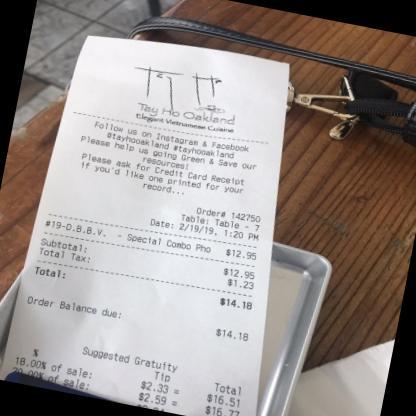 Tay Ho Oakland
Elegant Vietnamese Cuisine
Follow us on Instagram & Facebook
#tayhooakland #tayhooakland
Please help us going Green & Save our
resources!
Please ask for Credit Card Receipt
if you'd like one printed for your
record...
Order# 142750
Table: Table - 7
Date: 2/19/19, 1:20 PM
#19-D.B.B.V. - Special Combo Pho $12.95
Subtotal: $12.95
Total Tax: $1.23
Total: $14.18
Order Balance due: $14.18
Suggested Gratuity
% Tip Total
18.00% of sale: $2.33 = $16.51
20.00% of sale: $2.59 = $16.77